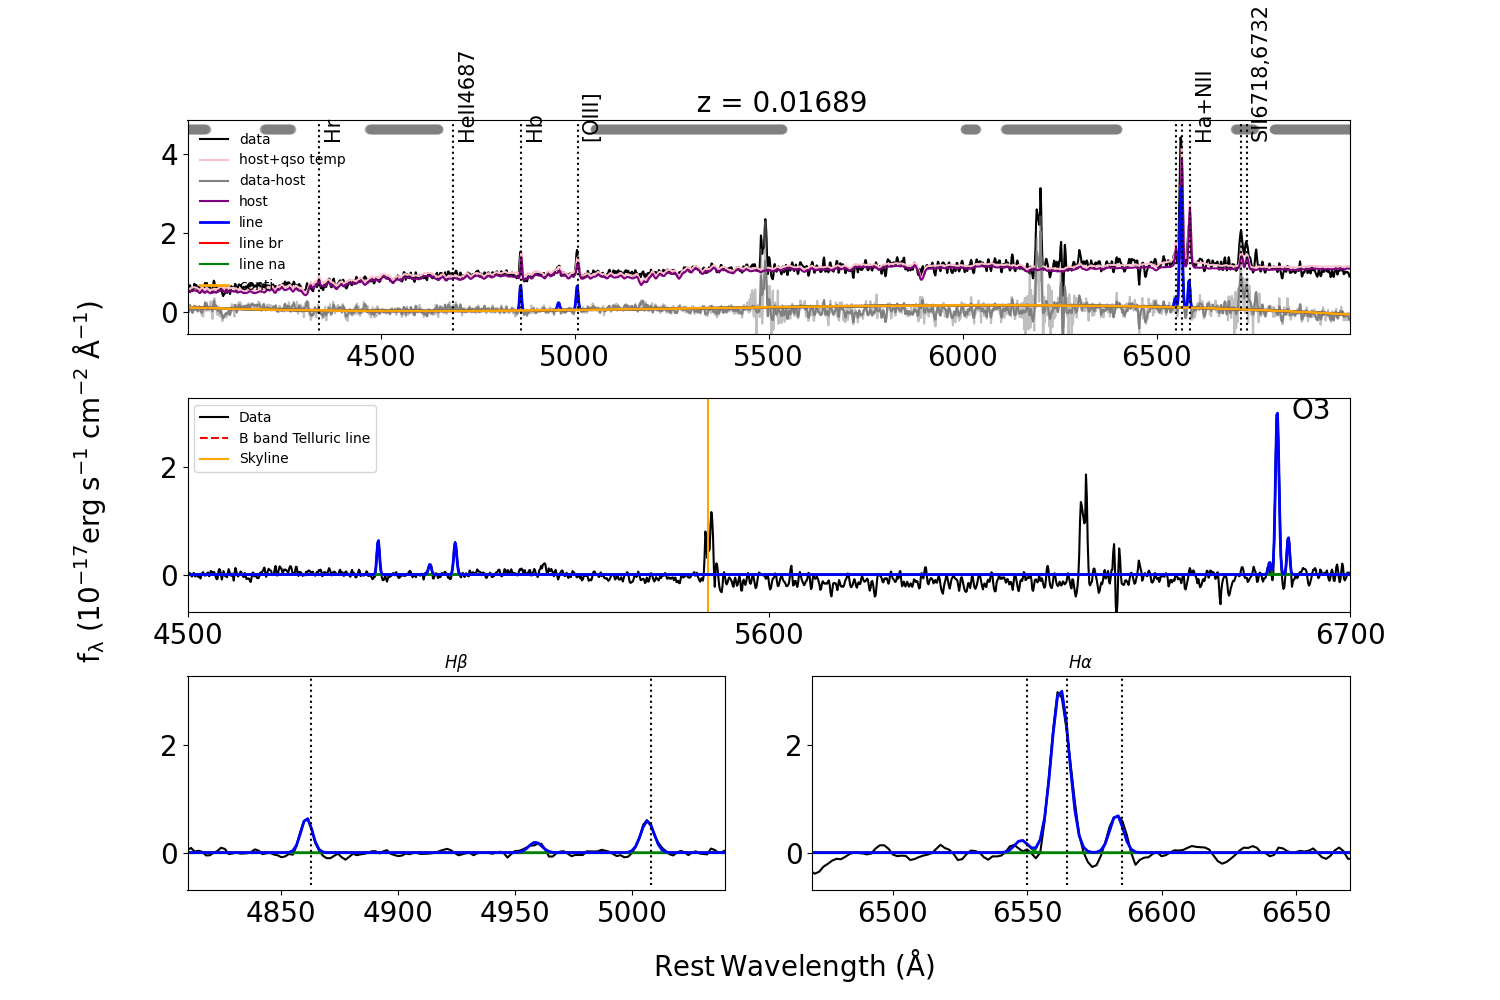 z = 0.01689
Hr
HeII4687
Hb
[OIII]
Ha+NII
SII6718,6732
data
host+qso temp
data-host
host
line
line br
line na
4
2
0
4500
5000
5500
6000
6500
fλ (10⁻¹⁷erg s⁻¹ cm⁻² Å⁻¹)
Data
B band Telluric line
Skyline
O3
2
0
4500
5600
6700
Hβ
2
0
4850
4900
4950
5000
Hα
2
0
6500
6550
6600
6650
Rest Wavelength (Å)